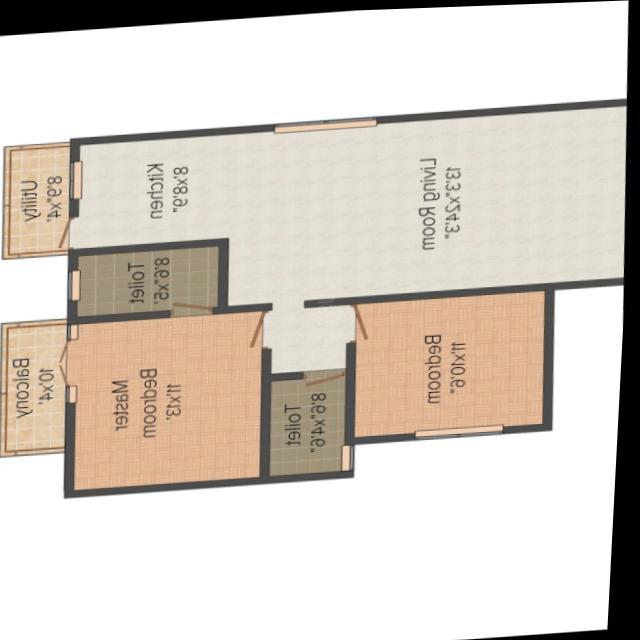 Utility
8'6"x4'
Kitchen
8'x8'6"
Living Room
13'3"x24'3"
Toilet
8'6"x5'
Balcony
10'x4'
Master
Bedroom
11'x13'
Toilet
8'6"x4'6"
Bedroom
11'x10'6"